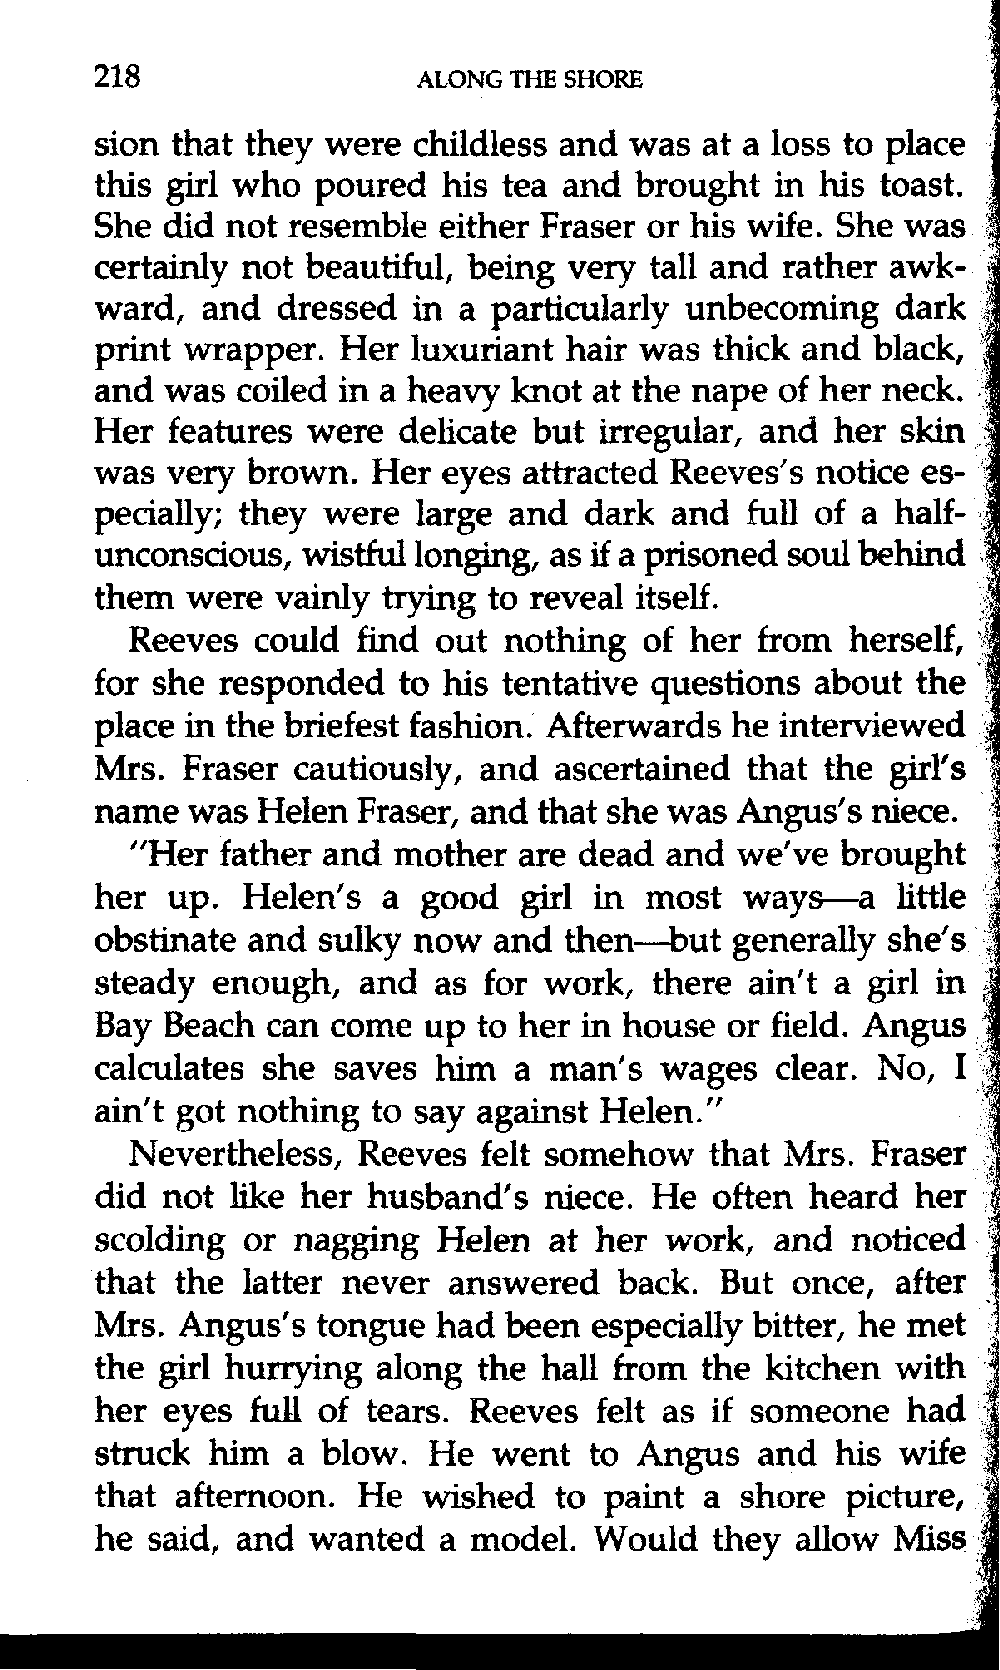 218 ALONG THE SHORE
sion that they were childless and was at a loss to place
this girl who poured his tea and brought in his toast.
She did not resemble either Fraser or his wife. She was
certainly not beautiful, being very tall and rather awk-
ward, and dressed in a particularly unbecoming dark
print wrapper. Her luxuriant hair was thick and black,
and was coiled in a heavy knot at the nape of her neck.
Her features were delicate but irregular, and her skin
was very brown. Her eyes attracted Reeves's notice es-
pecially; they were large and dark and full of a half-
unconscious, wistful longing, as if a prisoned soul behind
them were vainly trying to reveal itself.
Reeves could find out nothing of her from herself,
for she responded to his tentative questions about the
place in the briefest fashion. Afterwards he interviewed
Mrs. Fraser cautiously, and ascertained that the girl's
name was Helen Fraser, and that she was Angus's niece.
"Her father and mother are dead and we've brought
her up. Helen's a good girl in most ways—a little
obstinate and sulky now and then—but generally she's
steady enough, and as for work, there ain't a girl in
Bay Beach can come up to her in house or field. Angus
calculates she saves him a man's wages clear. No, I
ain't got nothing to say against Helen."
Nevertheless, Reeves felt somehow that Mrs. Fraser
did not like her husband's niece. He often heard her
scolding or nagging Helen at her work, and noticed
that the latter never answered back. But once, after
Mrs. Angus's tongue had been especially bitter, he met
the girl hurrying along the hall from the kitchen with
her eyes full of tears. Reeves felt as if someone had
struck him a blow. He went to Angus and his wife
that afternoon. He wished to paint a shore picture,
he said, and wanted a model. Would they allow Miss